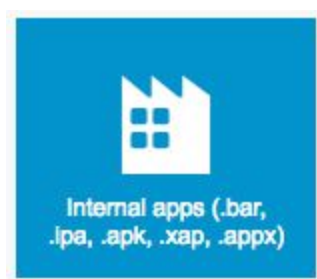 Internal apps (.bar,
.ipa, .apk, .xap, .appx)